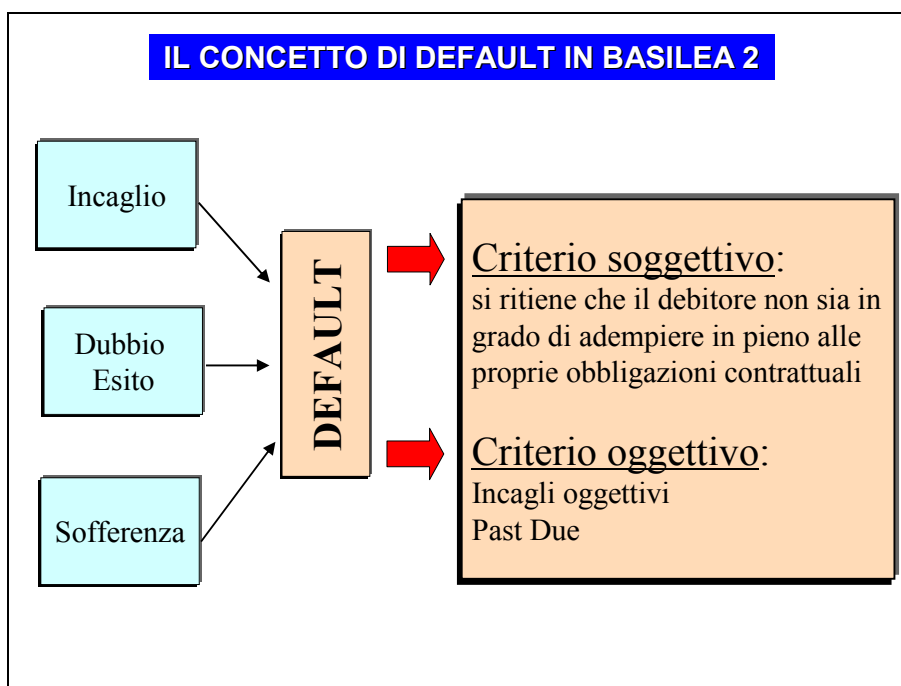 IL CONCETTO DI DEFAULT IN BASILEA 2
Incaglio
Dubbio
Esito
Sofferenza
DEFAULT
Criterio soggettivo:
si ritiene che il debitore non sia in
grado di adempiere in pieno alle
proprie obbligazioni contrattuali
Criterio oggettivo:
Incagli oggettivi
Past Due